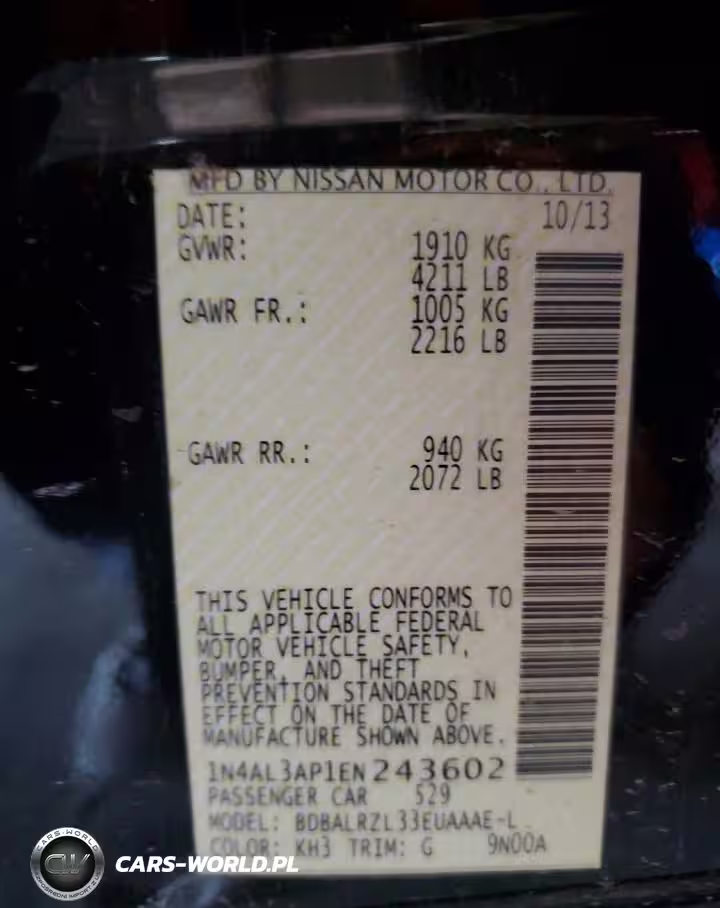 MFD BY NISSAN MOTOR CO., LTD.
DATE: 10/13
GVWR: 1910 KG
4211 LB
GAWR FR.: 1005 KG
2216 LB
GAWR RR.: 940 KG
2072 LB
THIS VEHICLE CONFORMS TO
ALL APPLICABLE FEDERAL
MOTOR VEHICLE SAFETY,
BUMPER, AND THEFT
PREVENTION STANDARDS IN
EFFECT ON THE DATE OF
MANUFACTURE SHOWN ABOVE.
1N4AL3AP1EN243602
PASSENGER CAR 529
MODEL: BDBALRZL33EUAAAE-L
COLOR: KH3 TRIM: G 9N00A
CARS-WORLD
CW
CARS-WORLD.PL